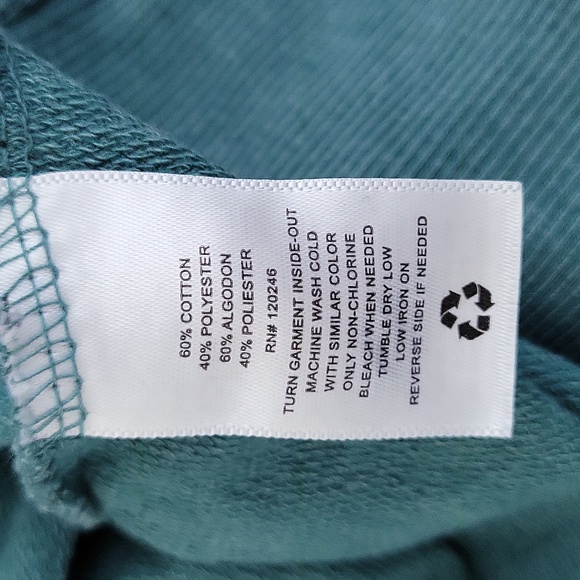 60% COTTON
40% POLYESTER
60% ALGODON
40% POLIESTER
RN# 120246
TURN GARMENT INSIDE-OUT
MACHINE WASH COLD
WITH SIMILAR COLOR
ONLY NON-CHLORINE
BLEACH WHEN NEEDED
TUMBLE DRY LOW
LOW IRON ON
REVERSE SIDE IF NEEDED